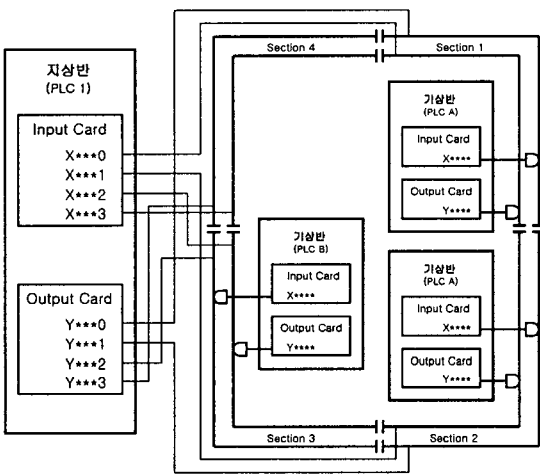 Section 4
Section 1
지상반
(PLC 1)
Input Card
X***0
X***1
X***2
X***3
Output Card
Y***0
Y***1
Y***2
Y***3
기상반
(PLC A)
Input Card
X****
Output Card
Y****
기상반
(PLC B)
Input Card
X****
Output Card
Y****
기상반
(PLC A)
Input Card
X****
Output Card
Y****
Section 3
Section 2